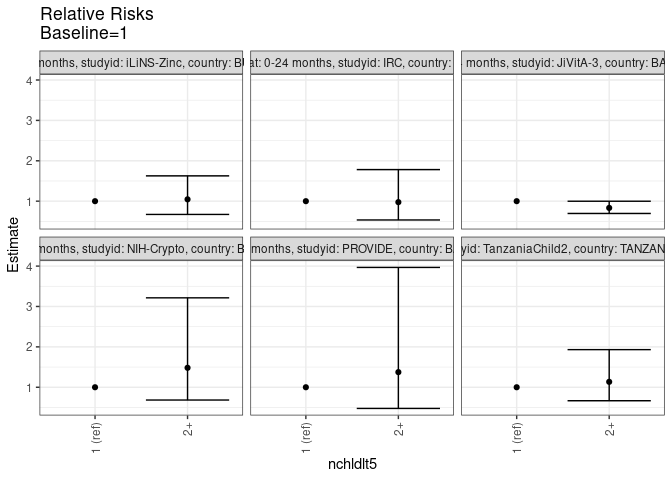 Relative Risks
Baseline=1
months, studyid: iLiNS-Zinc, country: BU
at: 0-24 months, studyid: IRC, country:
months, studyid: JiVitA-3, country: BA
4
3
2
1
months, studyid: NIH-Crypto, country: B
months, studyid: PROVIDE, country: B
yid: TanzaniaChild2, country: TANZAN
4
3
2
1
Estimate
1 (ref)
2+
1 (ref)
2+
1 (ref)
2+
nchldlt5